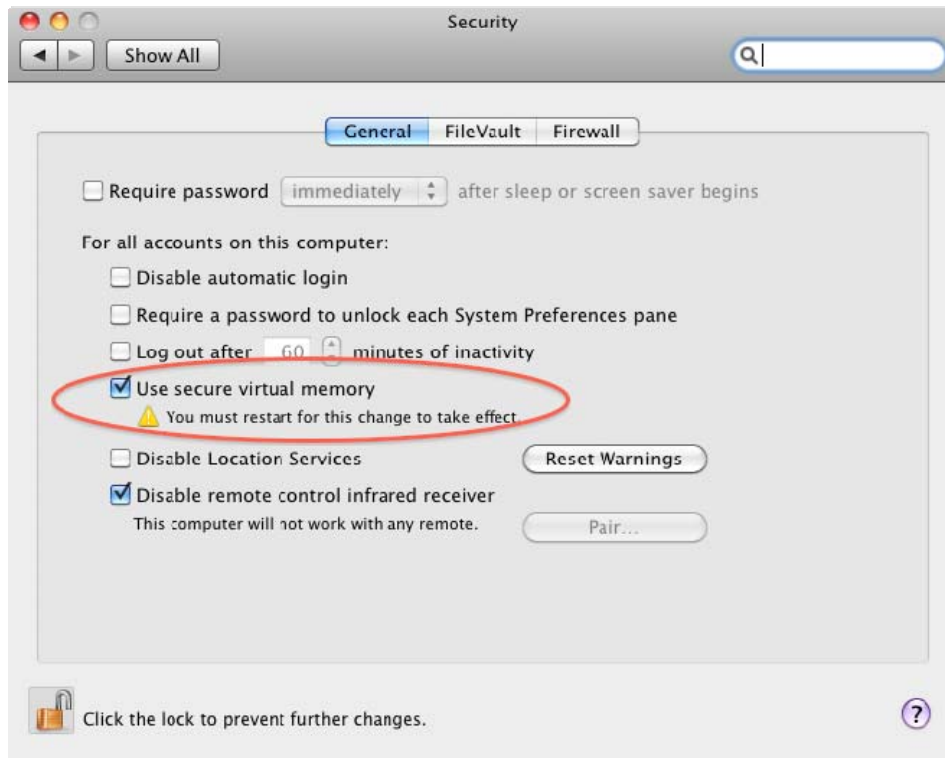 Security
Show All
General FileVault Firewall
Require password immediately after sleep or screen saver begins
For all accounts on this computer:
Disable automatic login
Require a password to unlock each System Preferences pane
Log out after 60 minutes of inactivity
Use secure virtual memory
You must restart for this change to take effect.
Disable Location Services Reset Warnings
Disable remote control infrared receiver
This computer will not work with any remote. Pair...
Click the lock to prevent further changes. ?